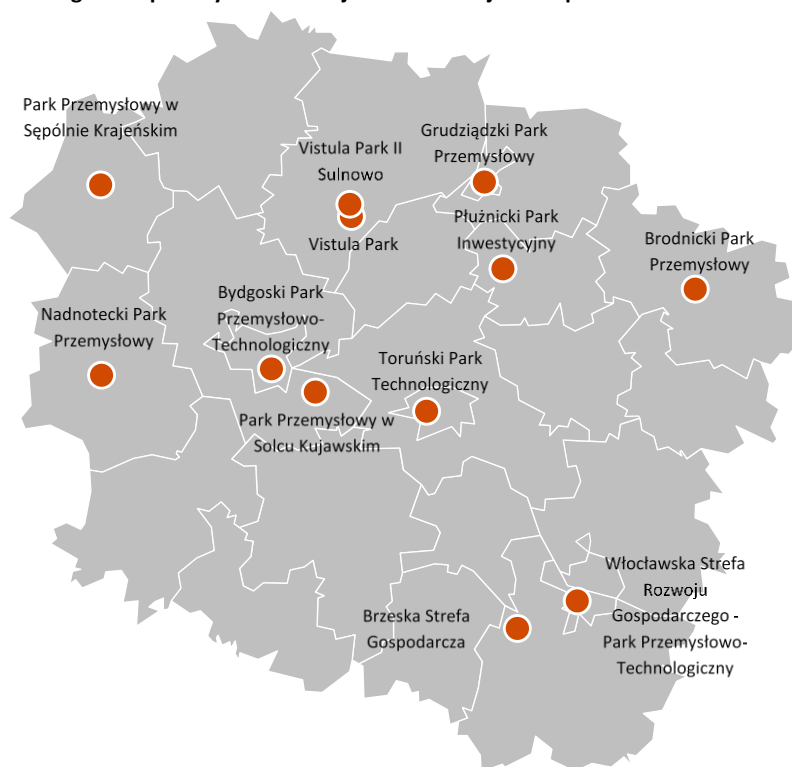 Park Przemysłowy w
Sępólnie Krajeńskim
Vistula Park II
Sulnowo
Vistula Park
Grudziądzki Park
Przemysłowy
Płużnicki Park
Inwestycyjny
Brodnicki Park
Przemysłowy
Nadnotecki Park
Przemysłowy
Bydgoski Park
Przemysłowo-
Technologiczny
Toruński Park
Technologiczny
Park Przemysłowy w
Solcu Kujawskim
Brzeska Strefa
Gospodarcza
Włocławska Strefa
Rozwoju
Gospodarczego -
Park Przemysłowo-
Technologiczny